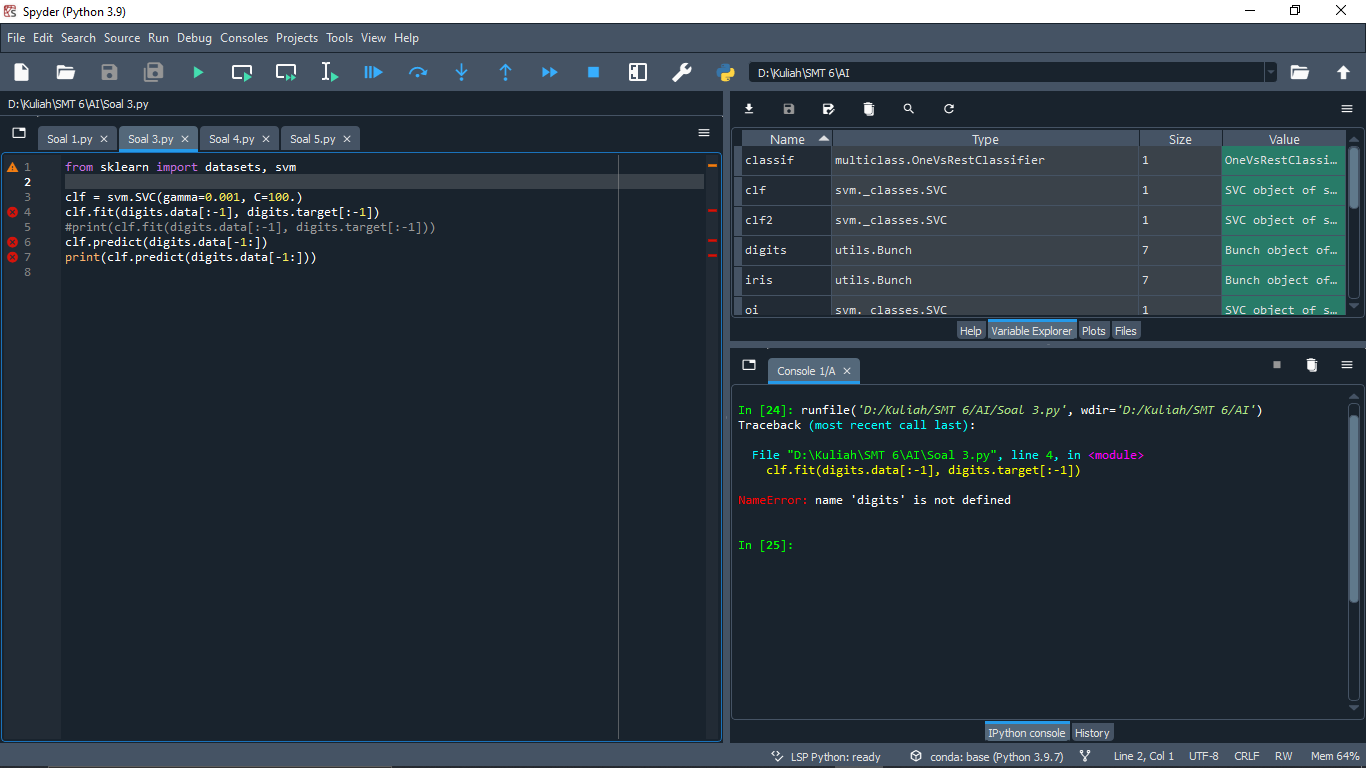 Spyder (Python 3.9)
File Edit Search Source Run Debug Consoles Projects Tools View Help
D:\Kuliah\SMT 6\AI
D:\Kuliah\SMT 6\AI\Soal 3.py
Soal 1.py Soal 3.py Soal 4.py Soal 5.py
1 from sklearn import datasets, svm
2
3 clf = svm.SVC(gamma=0.001, C=100.)
4 clf.fit(digits.data[:-1], digits.target[:-1])
5 #print(clf.fit(digits.data[:-1], digits.target[:-1]))
6 clf.predict(digits.data[-1:])
7 print(clf.predict(digits.data[-1:]))
8
Name Type Size Value
classif multiclass.OneVsRestClassifier 1 OneVsRestClassi…
clf svm._classes.SVC 1 SVC object of s…
clf2 svm._classes.SVC 1 SVC object of s…
digits utils.Bunch 7 Bunch object of…
iris utils.Bunch 7 Bunch object of…
oi svm._classes.SVC 1 SVC object of s…
Help Variable Explorer Plots Files
Console 1/A
In [24]: runfile('D:/Kuliah/SMT 6/AI/Soal 3.py', wdir='D:/Kuliah/SMT 6/AI')
Traceback (most recent call last):
File "D:\Kuliah\SMT 6\AI\Soal 3.py", line 4, in <module>
clf.fit(digits.data[:-1], digits.target[:-1])
NameError: name 'digits' is not defined
In [25]:
IPython console History
LSP Python: ready conda: base (Python 3.9.7) Line 2, Col 1 UTF-8 CRLF RW Mem 64%